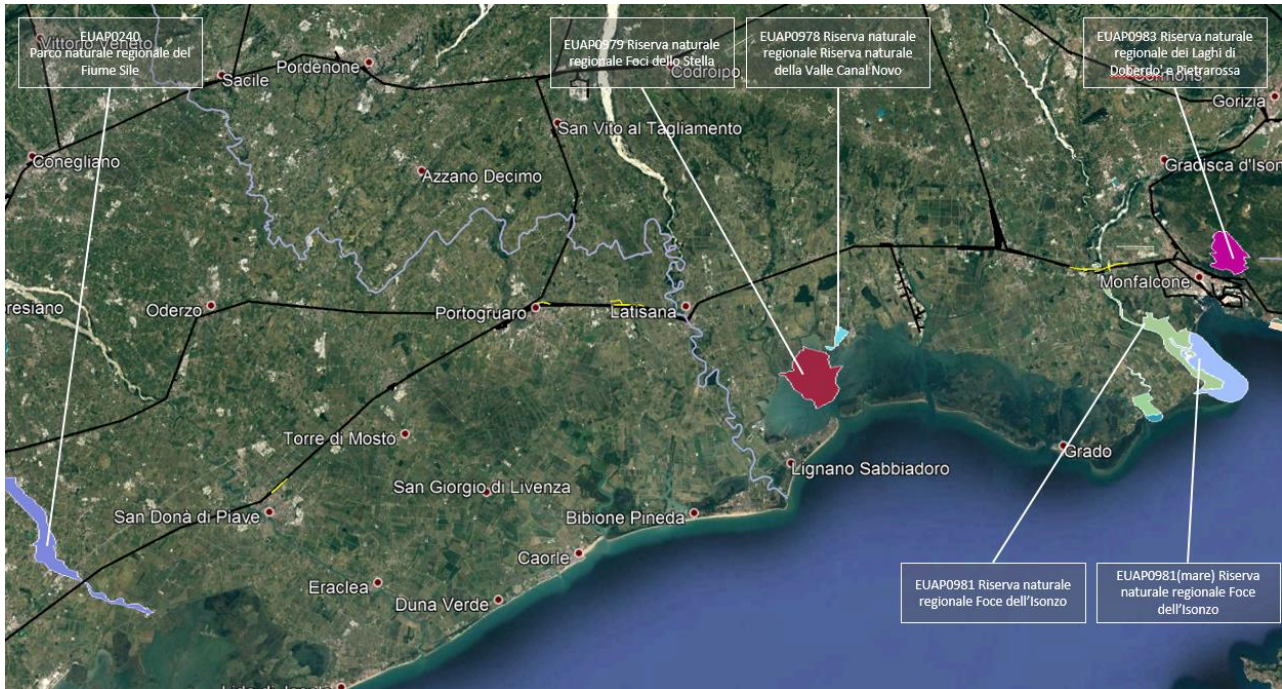 EUAP0240
Parco naturale regionale del
Fiume Sile
EUAP0979 Riserva naturale
regionale Foci dello Stella
EUAP0978 Riserva naturale
regionale Riserva naturale
della Valle Canal Novo
EUAP0983 Riserva naturale
regionale dei Laghi di
Doberdo' e Pietrarossa
Vittorio Veneto
Sacile
Pordenone
Codroipo
Cormons
Gorizia
Conegliano
San Vito al Tagliamento
Azzano Decimo
Gradisca d'Ison
Monfalcone
Oderzo
Portogruaro
Latisana
Torre di Mosto
San Giorgio di Livenza
San Donà di Piave
Lignano Sabbiadoro
Grado
Bibione Pineda
Caorle
Eraclea
Duna Verde
EUAP0981 Riserva naturale
regionale Foce dell'Isonzo
EUAP0981(mare) Riserva
naturale regionale Foce
dell'Isonzo